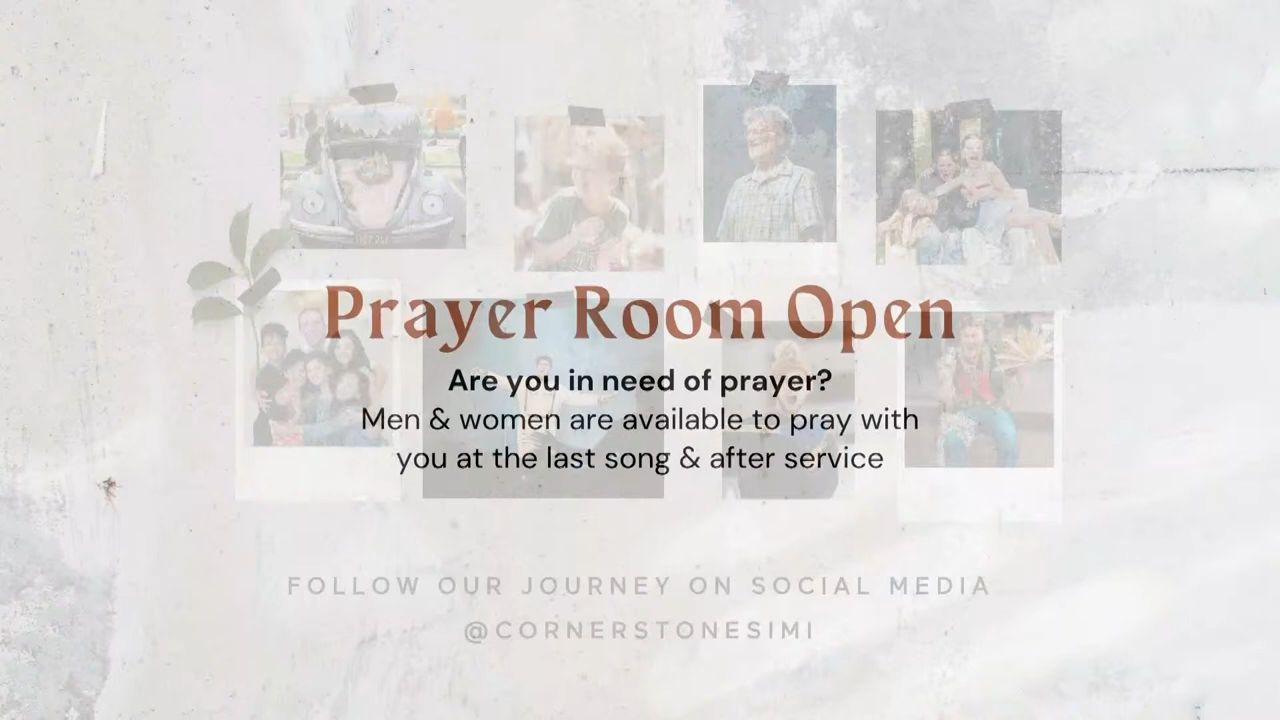 Prayer Room Open
Are you in need of prayer?
Men & women are available to pray with
you at the last song & after service
FOLLOW OUR JOURNEY ON SOCIAL MEDIA
@CORNERSTONESIMI